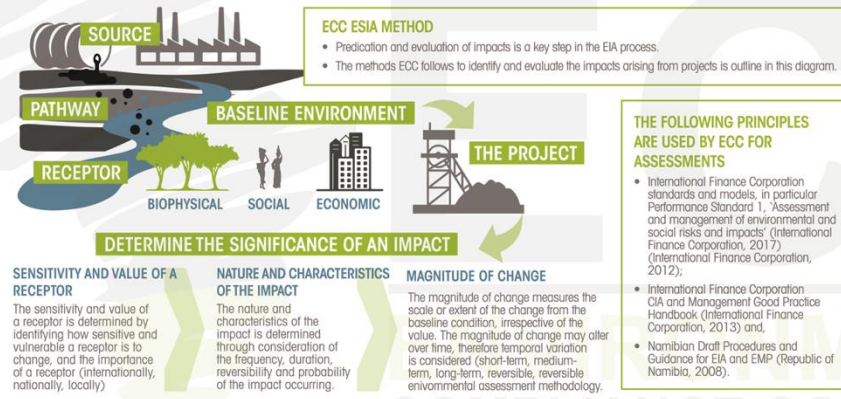 SOURCE
PATHWAY
RECEPTOR
ECC ESIA METHOD
• Predication and evaluation of impacts is a key step in the EIA process.
• The methods ECC follows to identify and evaluate the impacts arising from projects is outline in this diagram.
BASELINE ENVIRONMENT
BIOPHYSICAL
SOCIAL
ECONOMIC
THE PROJECT
DETERMINE THE SIGNIFICANCE OF AN IMPACT
SENSITIVITY AND VALUE OF A
RECEPTOR
The sensitivity and value of
a receptor is determined by
identifying how sensitive and
vulnerable a receptor is to
change, and the importance
of a receptor (internationally,
nationally, locally)
NATURE AND CHARACTERISTICS
OF THE IMPACT
The nature and
characteristics of the
impact is determined
through consideration of
the frequency, duration,
reversibility and probability
of the impact occurring.
MAGNITUDE OF CHANGE
The magnitude of change measures the
scale or extent of the change from the
baseline condition, irrespective of the
value. The magnitude of change may alter
over time, therefore temporal variation
is considered (short-term, medium-
term, long-term, reversible, reversible
enivornmental assessment methodology.
THE FOLLOWING PRINCIPLES
ARE USED BY ECC FOR
ASSESSMENTS
• International Finance Corporation
standards and models, in particular
Performance Standard 1, 'Assessment
and management of environmental and
social risks and impacts' (International
Finance Corporation, 2017)
(International Finance Corporation,
2012);
• International Finance Corporation
CIA and Management Good Practice
Handbook (International Finance
Corporation, 2013) and,
• Namibian Draft Procedures and
Guidance for EIA and EMP (Republic of
Namibia, 2008).